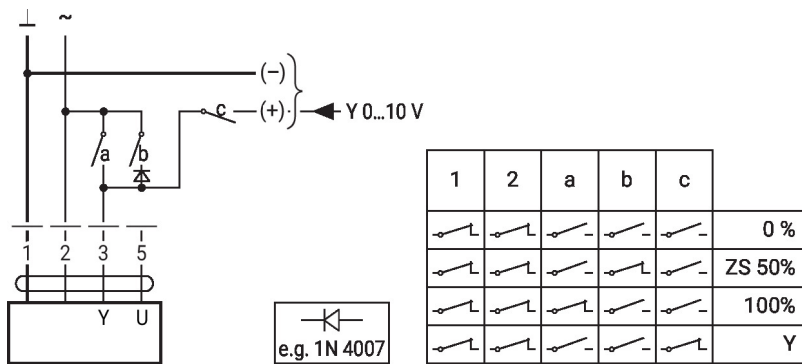 ⊥ ~
(–)
c (+) Y 0...10 V
a b
1 2 3 5
Y U
e.g. 1N 4007
1 2 a b c
0 %
ZS 50%
100%
Y